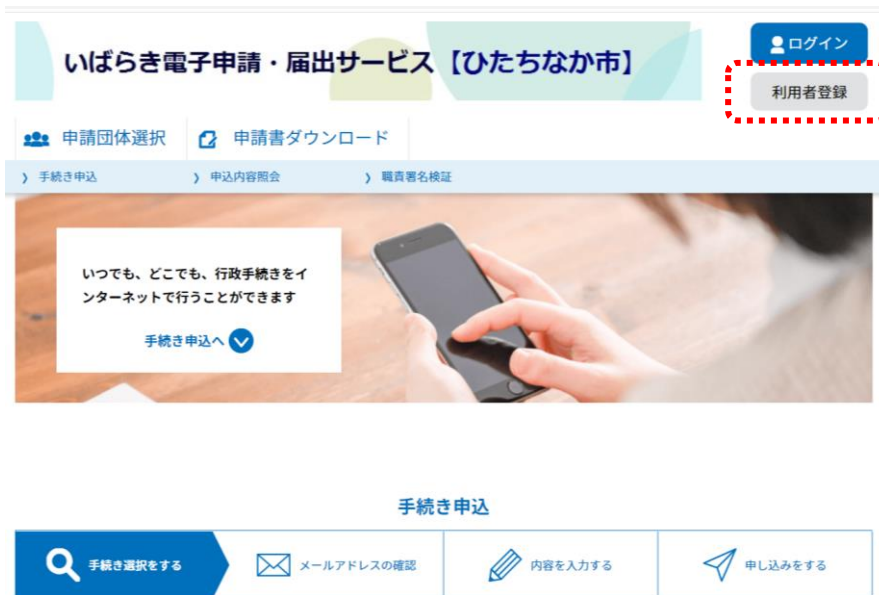 いばらき電子申請・届出サービス【ひたちなか市】
ログイン
利用者登録
申請団体選択
申請書ダウンロード
手続き申込
申込内容照会
職責署名検証
いつでも、どこでも、行政手続きをイ
ンターネットで行うことができます
手続き申込へ
手続き申込
手続き選択をする
メールアドレスの確認
内容を入力する
申し込みをする